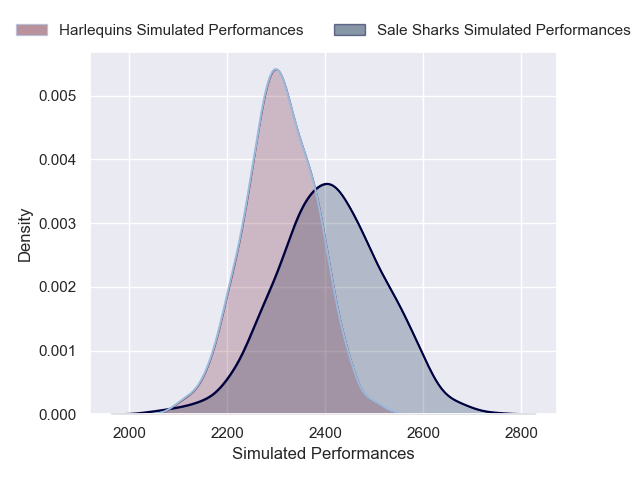 Harlequins Simulated Performances
Sale Sharks Simulated Performances
0.005
0.004
0.003
0.002
0.001
0.000
Density
2000 2200 2400 2600 2800
Simulated Performances